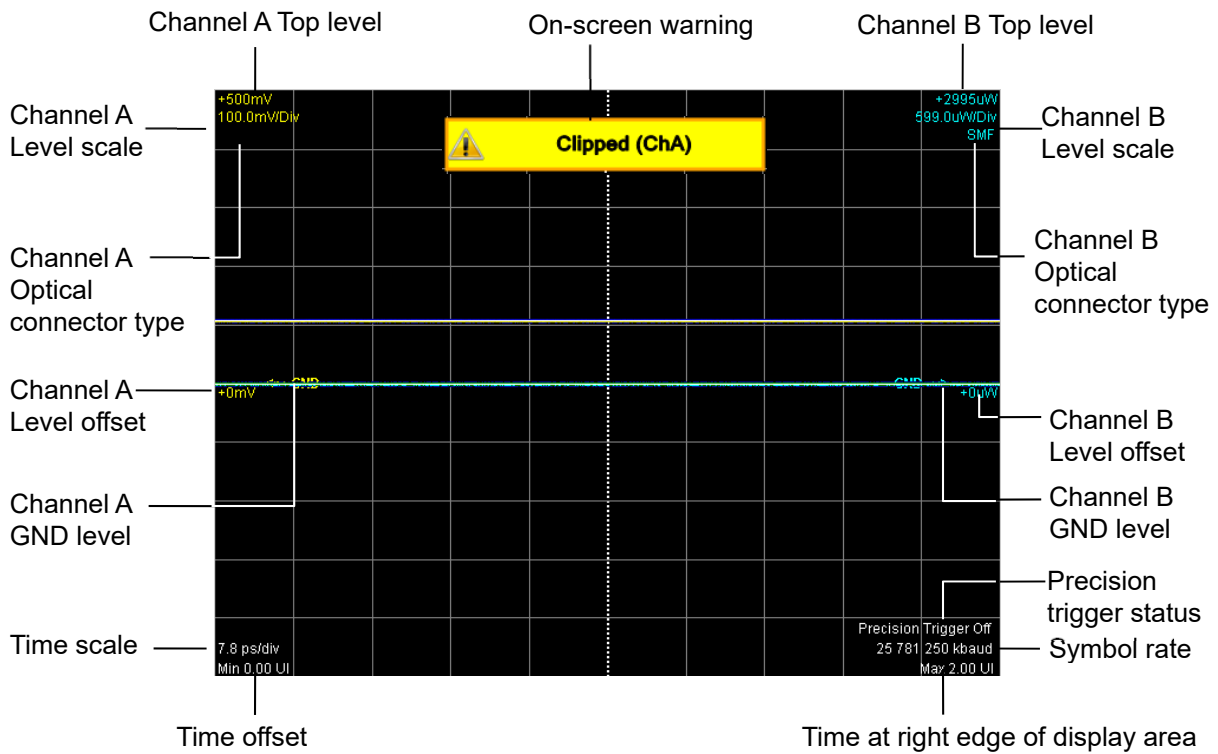 Channel A Top level
On-screen warning
Channel B Top level
Channel A
Level scale
+500mV
100.0mV/Div
Clipped (ChA)
+2995uW
599.0uW/Div
SMF
Channel B
Level scale
Channel A
Optical
connector type
Channel B
Optical
connector type
Channel A
Level offset
GND
+0mV
GND
+0uW
Channel B
Level offset
Channel A
GND level
Channel B
GND level
Precision
trigger status
Time scale
7.8 ps/div
Min 0.00 UI
Precision Trigger Off
25 781 250 kbaud
Max 2.00 UI
Symbol rate
Time offset
Time at right edge of display area